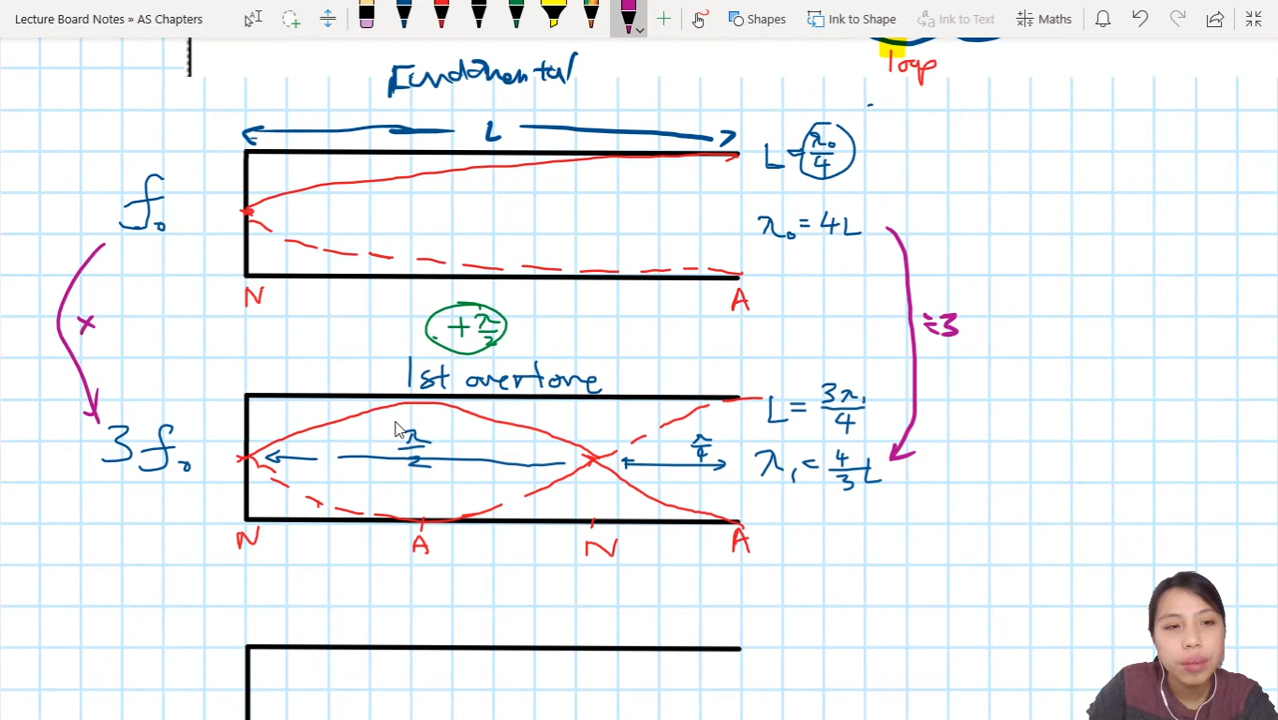 Lecture Board Notes » AS Chapters
Shapes
Ink to Shape
Ink to Text
Maths
loop
Fundamental
L
L = λ₀/4
f₀
λ₀ = 4L
N A
÷3
×
+ λ/2
1st overtone
L = 3λ₁/4
3f₀
λ/2
λ/4
λ₁ = 4/3 L
N A N A